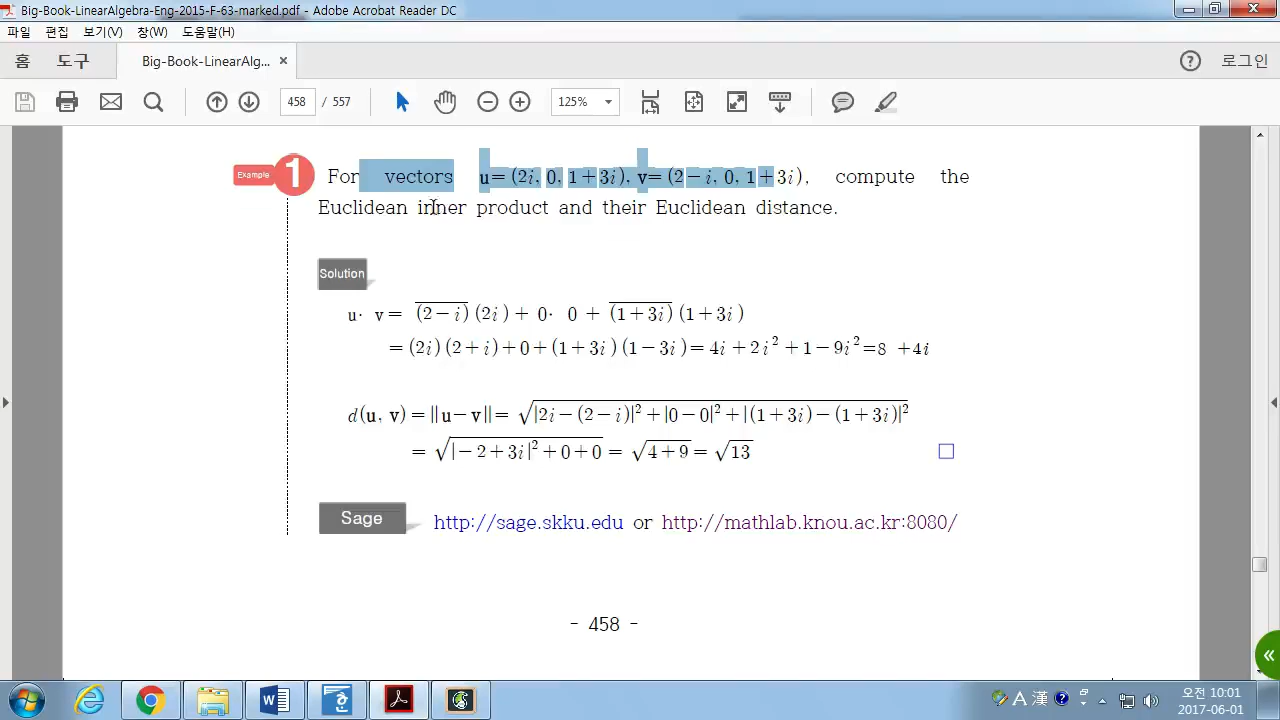 Big-Book-LinearAlgebra-Eng-2015-F-63-marked.pdf - Adobe Acrobat Reader DC
파일 편집 보기(V) 창(W) 도움말(H)
홈 도구 Big-Book-LinearAlg... × ? 로그인
458 / 557 125%
Example 1 For vectors u=(2i, 0, 1+3i), v=(2−i, 0, 1+3i), compute the
Euclidean inner product and their Euclidean distance.
Solution
u· v= \overline{(2−i)} (2i)+ 0· 0 + \overline{(1+3i)} (1+3i)
=(2i)(2+i)+0+(1+3i)(1−3i)=4i+2i²+1−9i²=8 +4i
d(u, v)=||u−v||= √(|2i−(2−i)|²+|0−0|²+|(1+3i)−(1+3i)|²)
= √(|−2+3i|²+0+0) = √(4+9) = √13
Sage http://sage.skku.edu or http://mathlab.knou.ac.kr:8080/
- 458 -
A 漢 ? 오전 10:01
2017-06-01